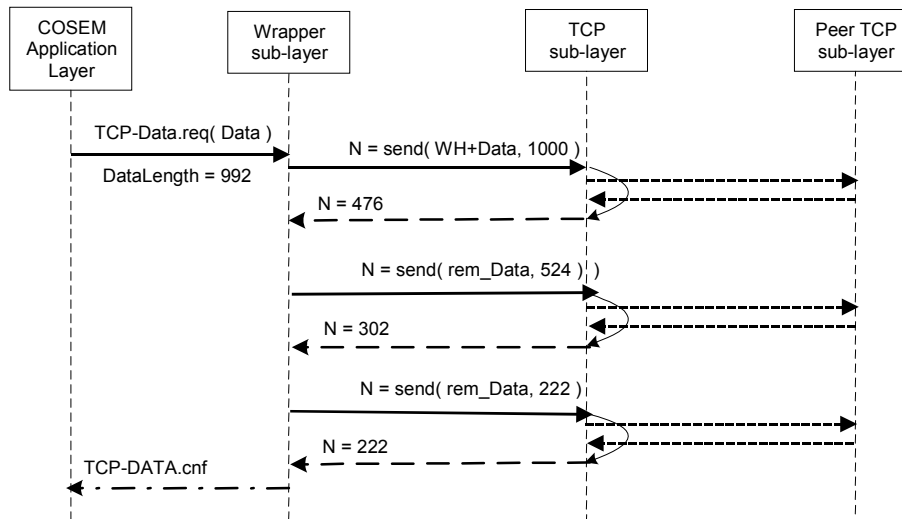 COSEM
Application
Layer
Wrapper
sub-layer
TCP
sub-layer
Peer TCP
sub-layer
TCP-Data.req( Data )
DataLength = 992
N = send( WH+Data, 1000 )
N = 476
N = send( rem_Data, 524) )
N = 302
N = send( rem_Data, 222)
N = 222
TCP-DATA.cnf